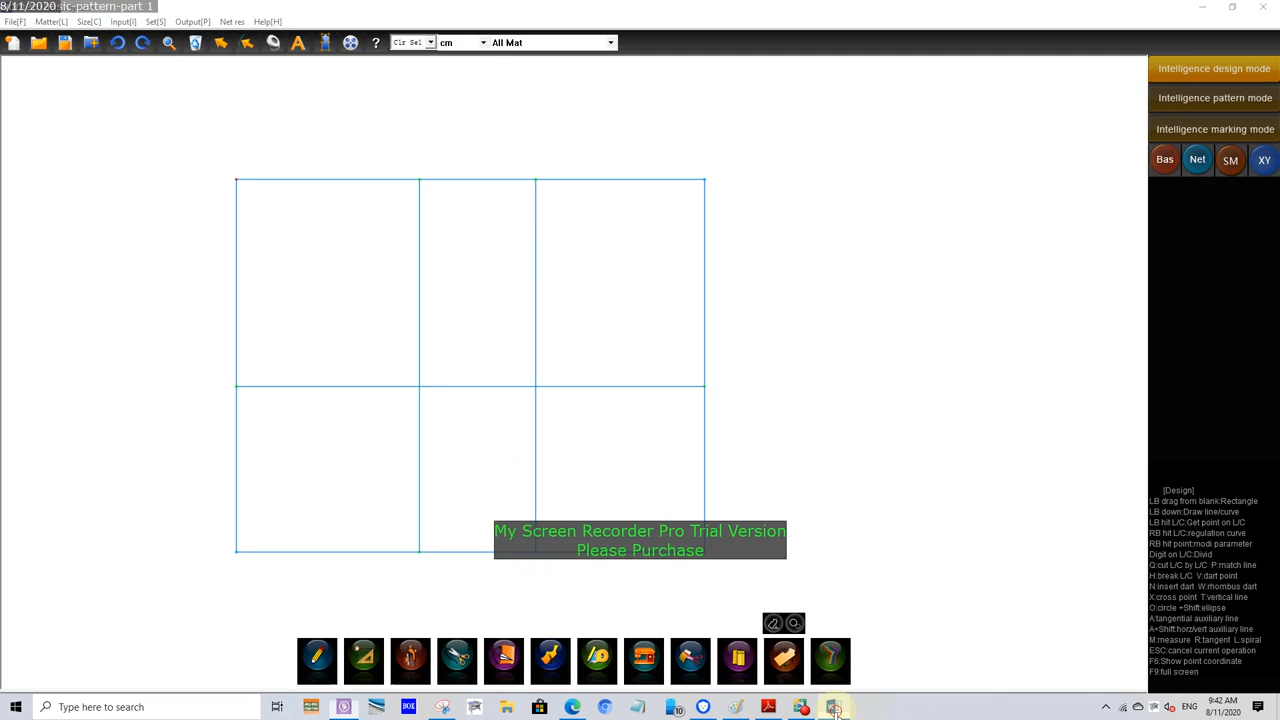 8/11/2020 sic-pattern-part 1
File[F] Matter[L] Size[C] Input[I] Set[S] Output[P] Net res Help[H]
? Clr Sel cm All Mat
Intelligence design mode
Intelligence pattern mode
Intelligence marking mode
Bas Net SM XY
[Design]
LB drag from blank:Rectangle
LB down:Draw line/curve
LB hit L/C:Get point on L/C
RB hit L/C:regulation curve
RB hit point:modi parameter
Digit on L/C:Divid
Q:cut L/C by L/C P:match line
H:break L/C V:dart point
N:insert dart W:rhombus dart
X:cross point T:vertical line
O:circle +Shift:ellipse
A:tangential auxiliary line
A+Shift:horz/vert auxiliary line
M:measure R:tangent L:spiral
ESC:cancel current operation
F6:Show point coordinate
F9:full screen
My Screen Recorder Pro Trial Version
Please Purchase
Type here to search
BOK
10
ENG
9:42 AM
8/11/2020